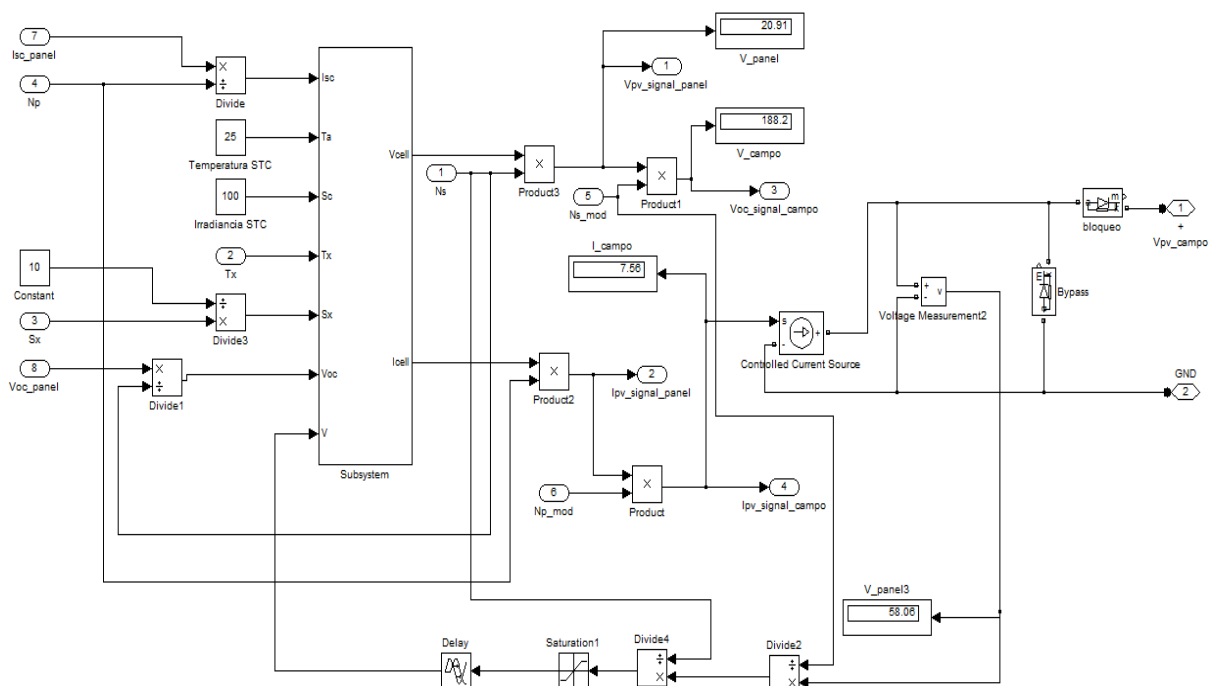 7
Isc_panel
4
Np
×
÷
Divide
25
Temperatura STC
100
Irradiancia STC
2
Tx
10
Constant
3
Sx
÷
×
Divide3
8
Voc_panel
×
÷
Divide1
Isc
Ta
Sc
Tx
Sx
Voc
V
Vcell
Icell
Subsystem
1
Ns
×
Product3
20.91
V_panel
1
Vpv_signal_panel
188.2
V_campo
5
Ns_mod
×
Product1
3
Voc_signal_campo
I_campo
7.56
×
Product2
2
Ipv_signal_panel
6
Np_mod
×
Product
4
Ipv_signal_campo
s
-
+
Controlled Current Source
+
-
v
Voltage Measurement2
m
a
k
bloqueo
1
+
Vpv_campo
E
k
Bypass
GND
2
V_panel3
58.06
Delay
Saturation1
Divide4
÷
×
Divide2
÷
×